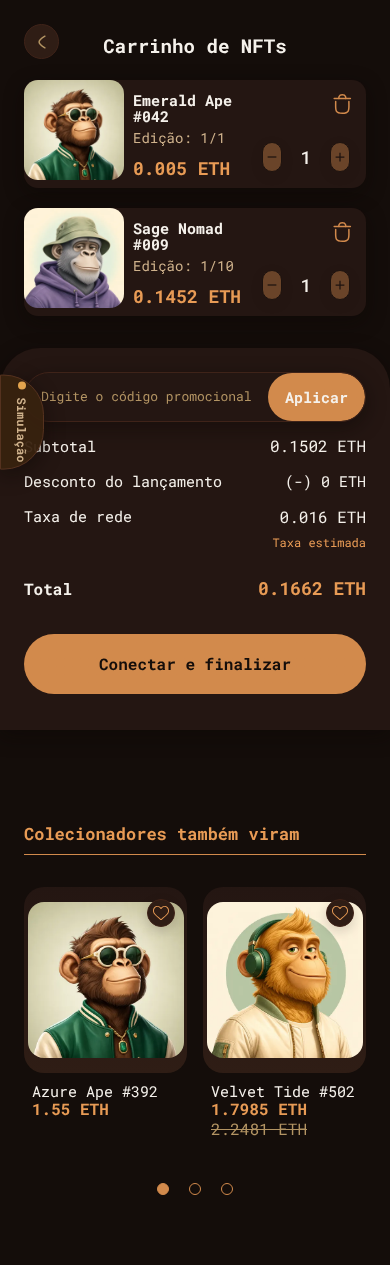 Carrinho de NFTs
Emerald Ape
#042
Edição: 1/1
0.005 ETH
1
Sage Nomad
#009
Edição: 1/10
0.1452 ETH
1
Simulação
Digite o código promocional
Aplicar
Subtotal
0.1502 ETH
Desconto do lançamento
(-) 0 ETH
Taxa de rede
0.016 ETH
Taxa estimada
Total
0.1662 ETH
Conectar e finalizar
Colecionadores também viram
Azure Ape #392
1.55 ETH
Velvet Tide #502
1.7985 ETH
2.2481 ETH